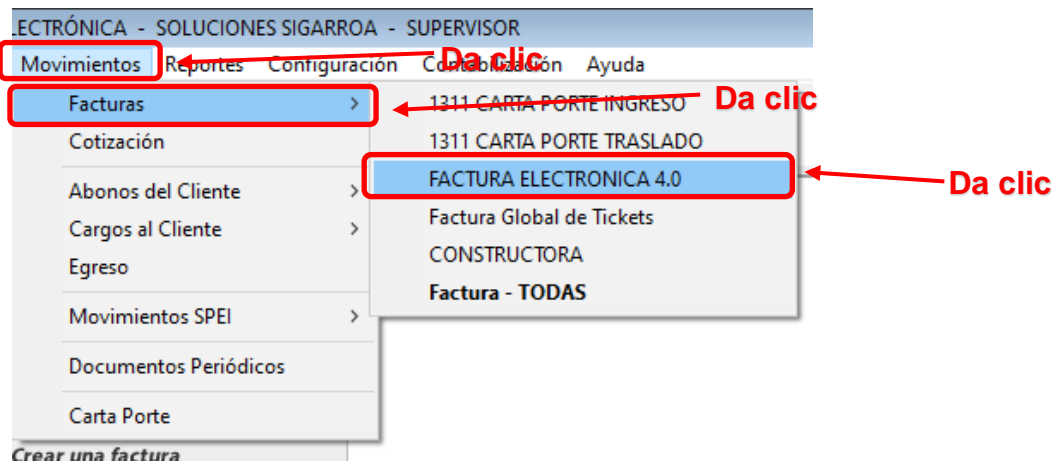 LECTRÓNICA - SOLUCIONES SIGARROA - SUPERVISOR
Movimientos Reportes Configuración Contabilización Ayuda
Da clic
Facturas >
1311 CARTA PORTE INGRESO
Da clic
Cotización
1311 CARTA PORTE TRASLADO
Abonos del Cliente >
FACTURA ELECTRONICA 4.0
Da clic
Cargos al Cliente >
Factura Global de Tickets
Egreso
CONSTRUCTORA
Factura - TODAS
Movimientos SPEI >
Documentos Periódicos
Carta Porte
Crear una factura